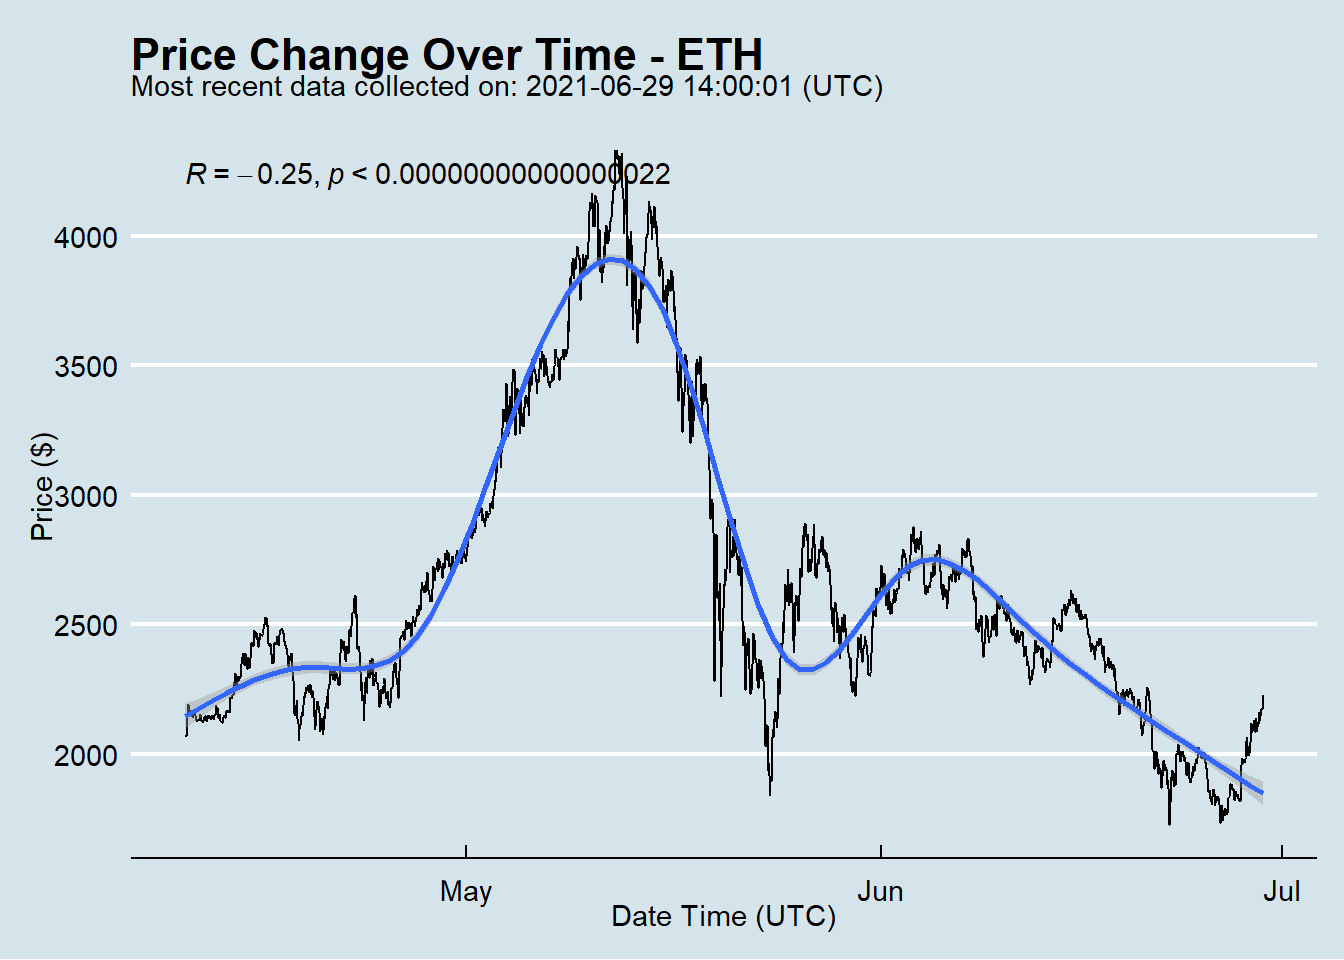 Price Change Over Time - ETH
Most recent data collected on: 2021-06-29 14:00:01 (UTC)
R = −0.25, p < 0.00000000000000022
4000
3500
3000
2500
2000
Price ($)
May
Jun
Jul
Date Time (UTC)